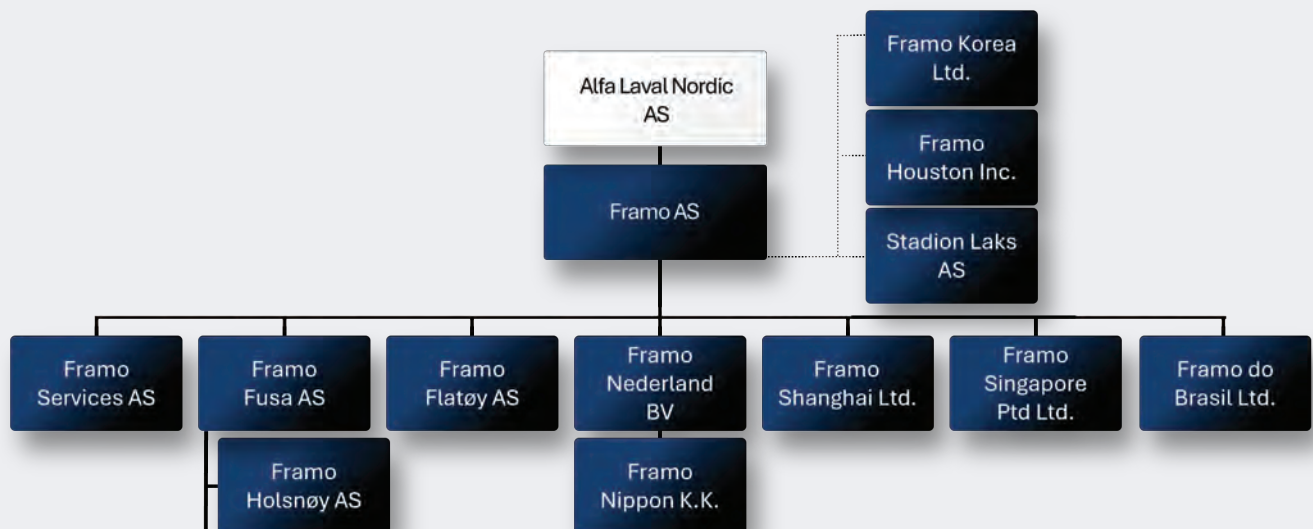 Alfa Laval Nordic
AS
Framo AS
Framo Korea
Ltd.
Framo
Houston Inc.
Stadion Laks
AS
Framo
Services AS
Framo
Fusa AS
Framo
Flatøy AS
Framo
Nederland
BV
Framo
Shanghai Ltd.
Framo
Singapore
Ptd Ltd.
Framo do
Brasil Ltd.
Framo
Holsnøy AS
Framo
Nippon K.K.